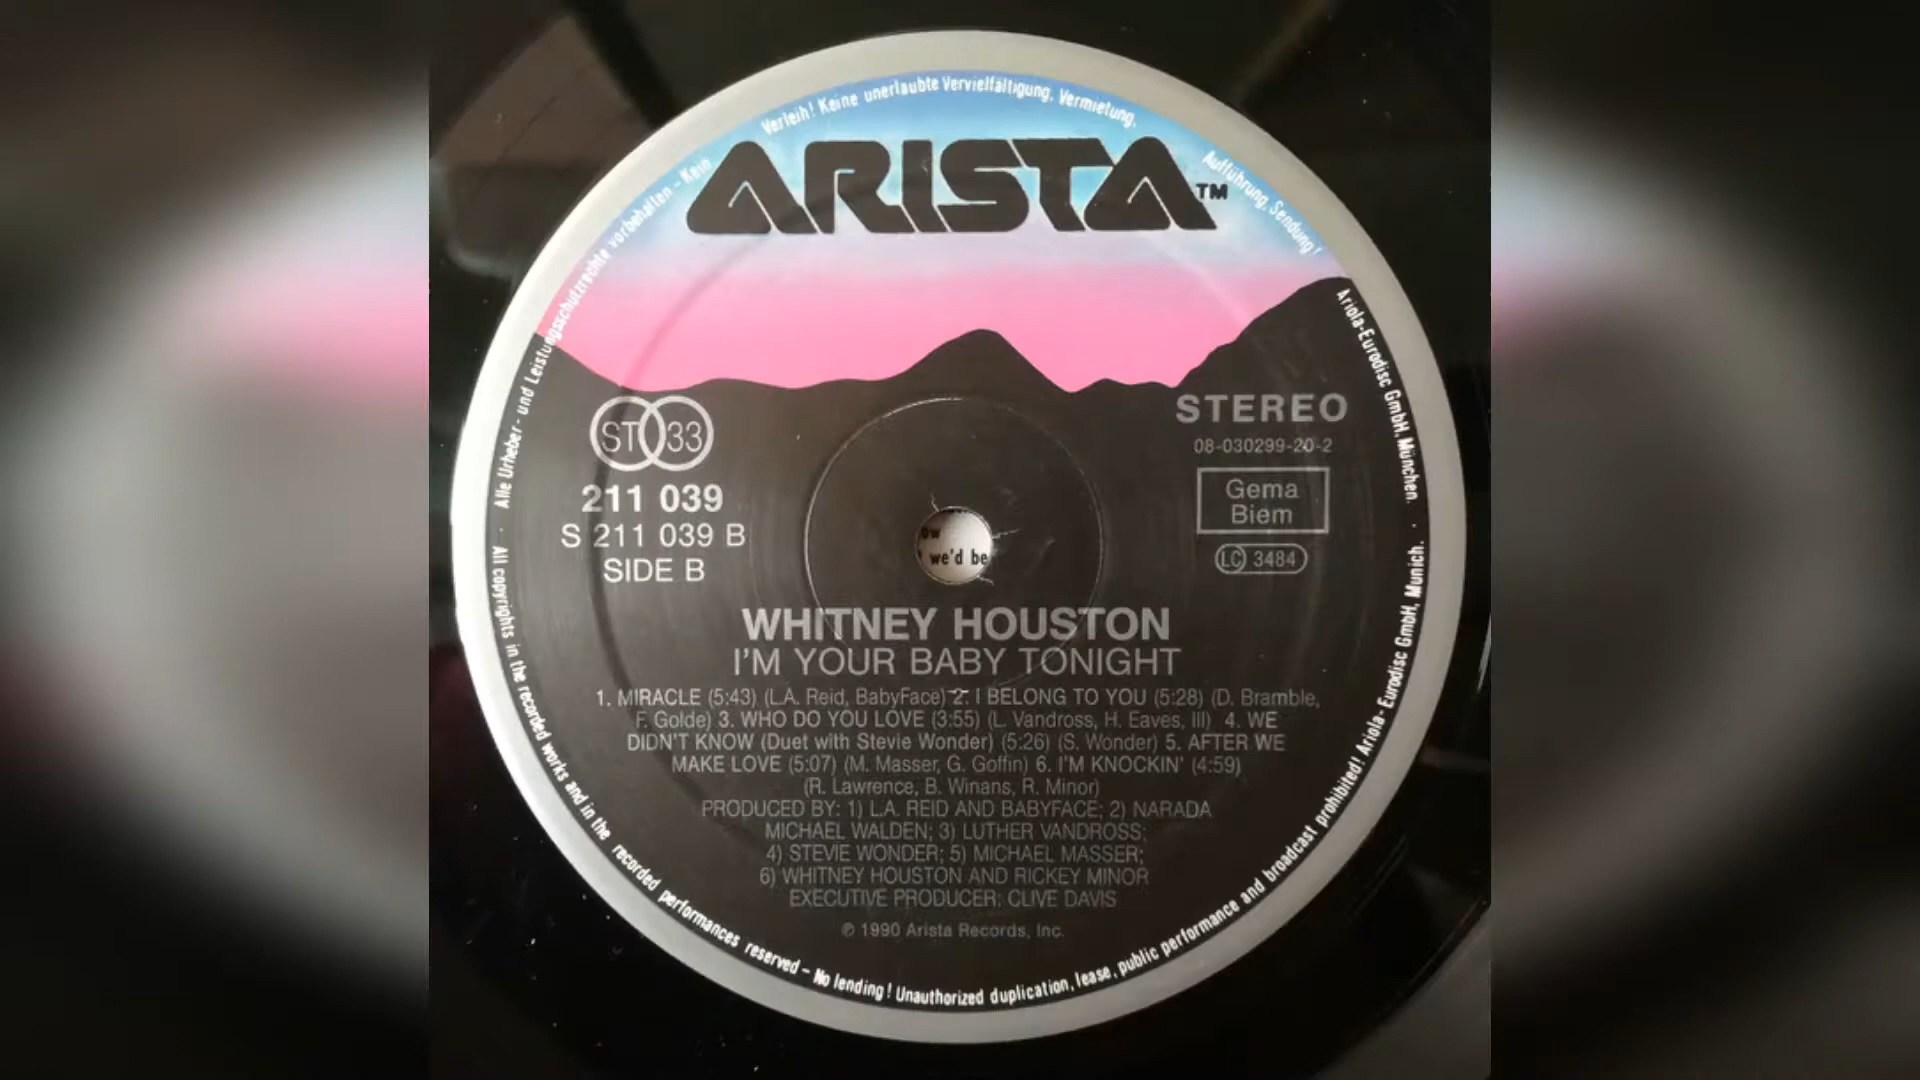 Alle Urheber- und Leistungsschutzrechte vorbehalten - Kein Verleih! Keine unerlaubte Vervielfältigung, Vermietung, Aufführung, Sendung!
ARISTA™
ST 33
STEREO
08-030299-20-2
211 039
Gema
Biem
S 211 039 B
LC 3484
SIDE B
ow
we'd be
WHITNEY HOUSTON
I'M YOUR BABY TONIGHT
1. MIRACLE (5:43) (L.A. Reid, BabyFace) 2. I BELONG TO YOU (5:28) (D. Bramble,
F. Golde) 3. WHO DO YOU LOVE (3:55) (L. Vandross, H. Eaves, III) 4. WE
DIDN'T KNOW (Duet with Stevie Wonder) (5:26) (S. Wonder) 5. AFTER WE
MAKE LOVE (5:07) (M. Masser, G. Goffin) 6. I'M KNOCKIN' (4:59)
(R. Lawrence, B. Winans, R. Minor)
PRODUCED BY: 1) L.A. REID AND BABYFACE; 2) NARADA
MICHAEL WALDEN; 3) LUTHER VANDROSS;
4) STEVIE WONDER; 5) MICHAEL MASSER;
6) WHITNEY HOUSTON AND RICKEY MINOR
EXECUTIVE PRODUCER: CLIVE DAVIS
℗ 1990 Arista Records, Inc.
Ariola-Eurodisc GmbH, München. ·
· All copyrights in the recorded works and in the recorded performances reserved - No lending! Unauthorized duplication, lease, public performance and broadcast prohibited! Ariola-Eurodisc GmbH, Munich.